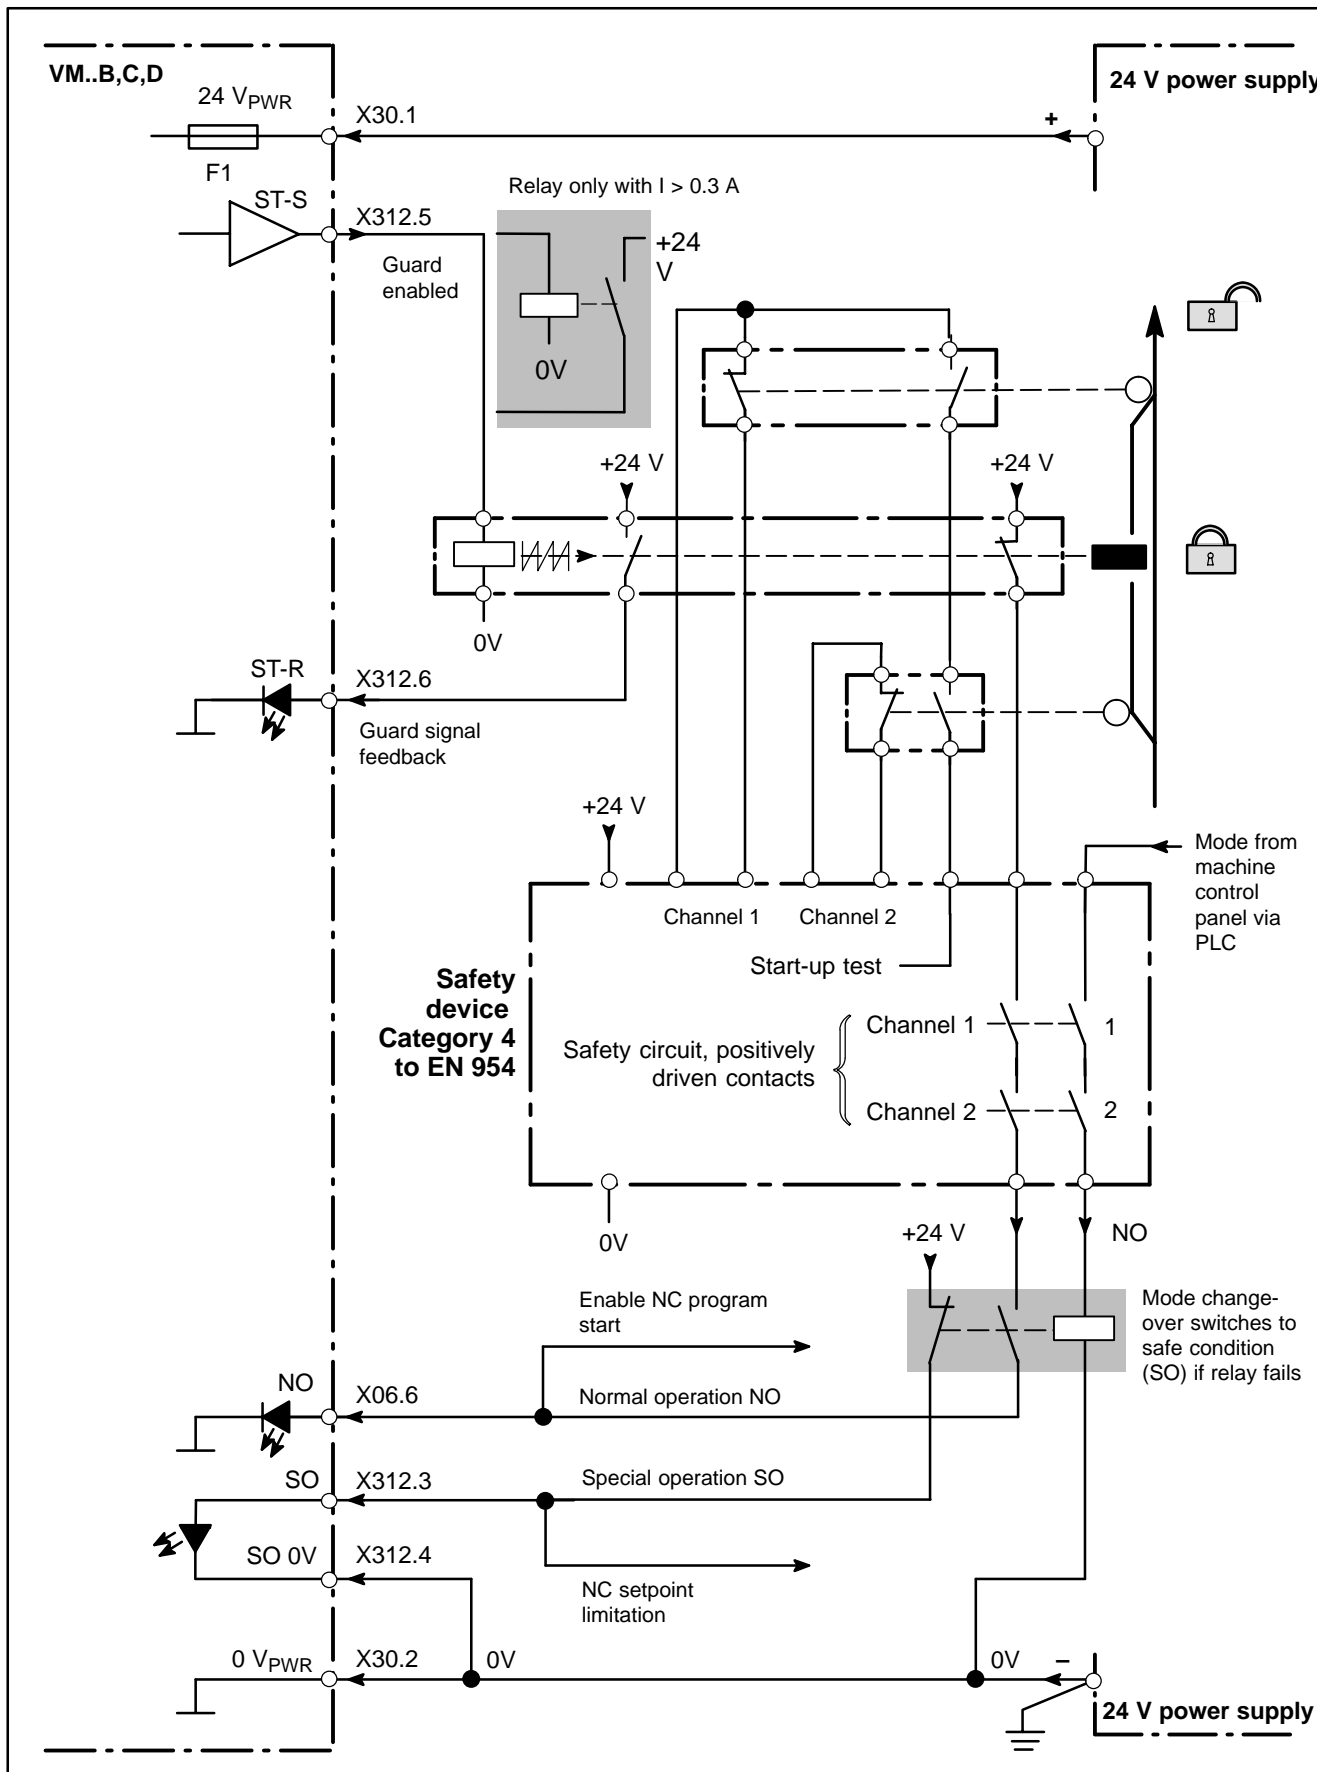 VM..B,C,D
24 V power supply
24 VPWR
X30.1
+
F1
ST-S
X312.5
Guard
enabled
Relay only with I > 0.3 A
+24
V
0V
+24 V
+24 V
0V
ST-R
X312.6
Guard signal
feedback
+24 V
Mode from
machine
control
panel via
PLC
Channel 1
Channel 2
Start-up test
Safety
device
Category 4
to EN 954
Safety circuit, positively
driven contacts
Channel 1
1
Channel 2
2
0V
+24 V
NO
Mode change-
over switches to
safe condition
(SO) if relay fails
Enable NC program
start
NO
X06.6
Normal operation NO
SO
X312.3
Special operation SO
SO 0V
X312.4
NC setpoint
limitation
0 VPWR
X30.2
0V
0V
–
24 V power supply